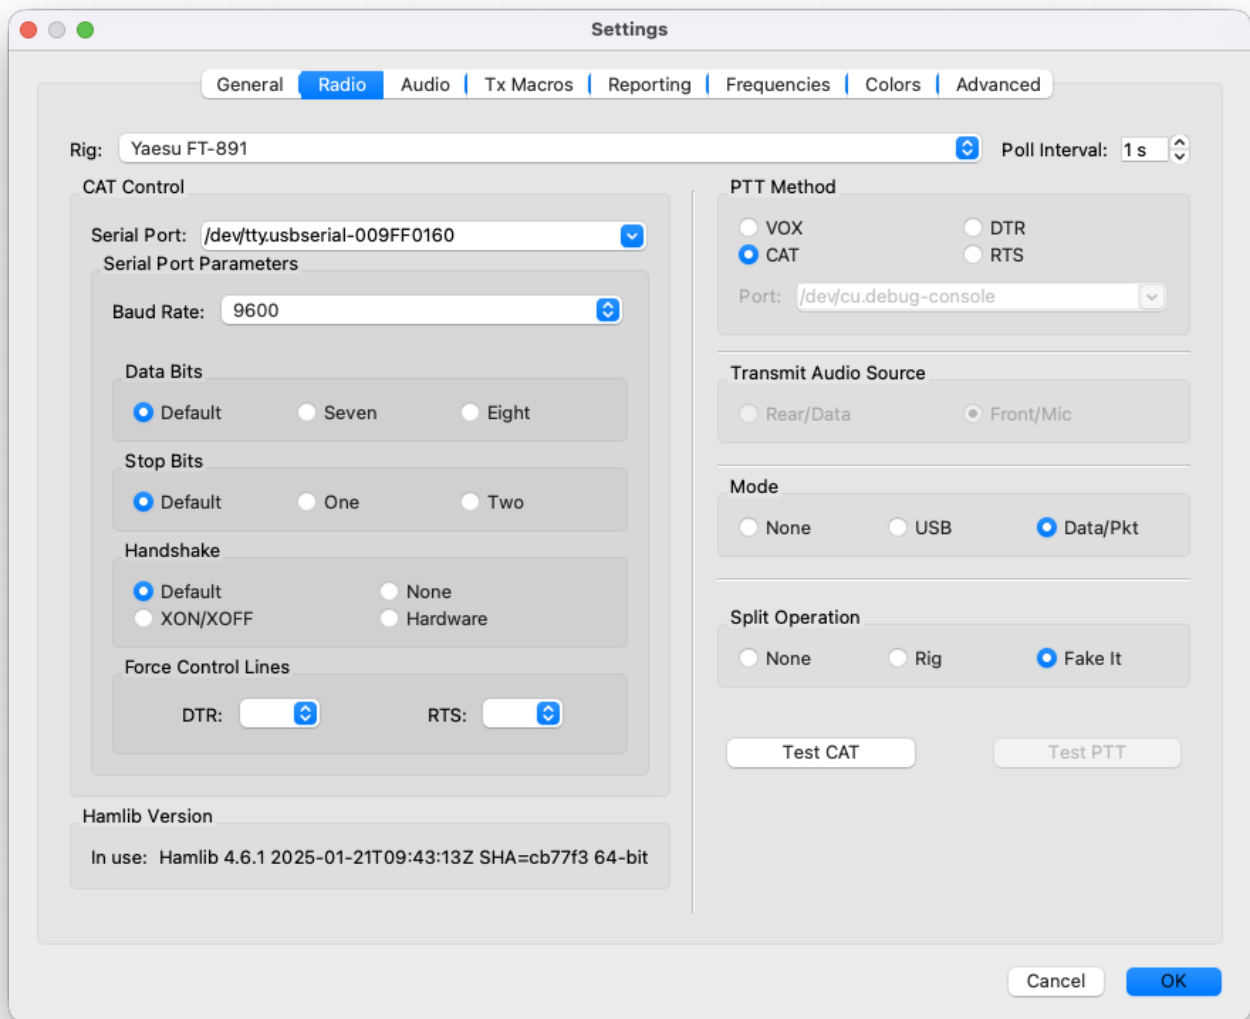 Settings
General Radio Audio Tx Macros Reporting Frequencies Colors Advanced
Rig: Yaesu FT-891 Poll Interval: 1 s
CAT Control
Serial Port: /dev/tty.usbserial-009FF0160
Serial Port Parameters
Baud Rate: 9600
Data Bits
Default Seven Eight
Stop Bits
Default One Two
Handshake
Default None
XON/XOFF Hardware
Force Control Lines
DTR: RTS:
Hamlib Version
In use: Hamlib 4.6.1 2025-01-21T09:43:13Z SHA=cb77f3 64-bit
PTT Method
VOX DTR
CAT RTS
Port: /dev/cu.debug-console
Transmit Audio Source
Rear/Data Front/Mic
Mode
None USB Data/Pkt
Split Operation
None Rig Fake It
Test CAT Test PTT
Cancel OK